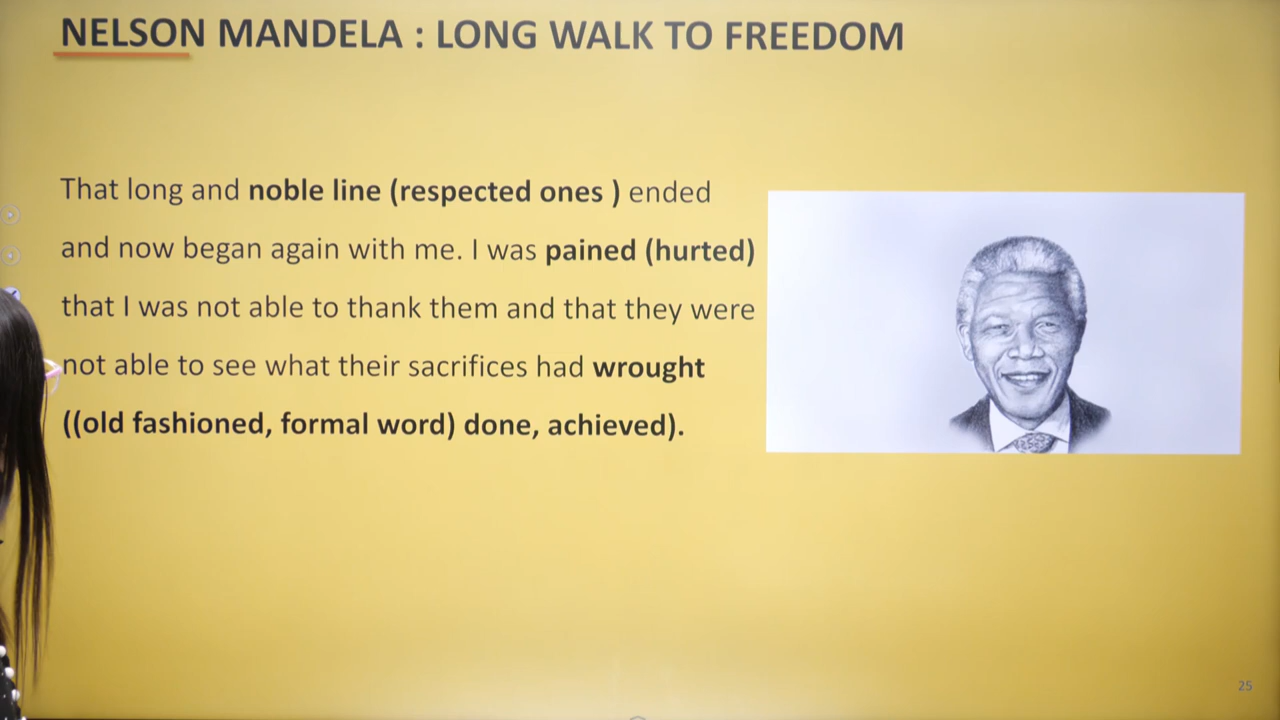 NELSON MANDELA : LONG WALK TO FREEDOM
That long and noble line (respected ones ) ended
and now began again with me. I was pained (hurted)
that I was not able to thank them and that they were
not able to see what their sacrifices had wrought
((old fashioned, formal word) done, achieved).
25